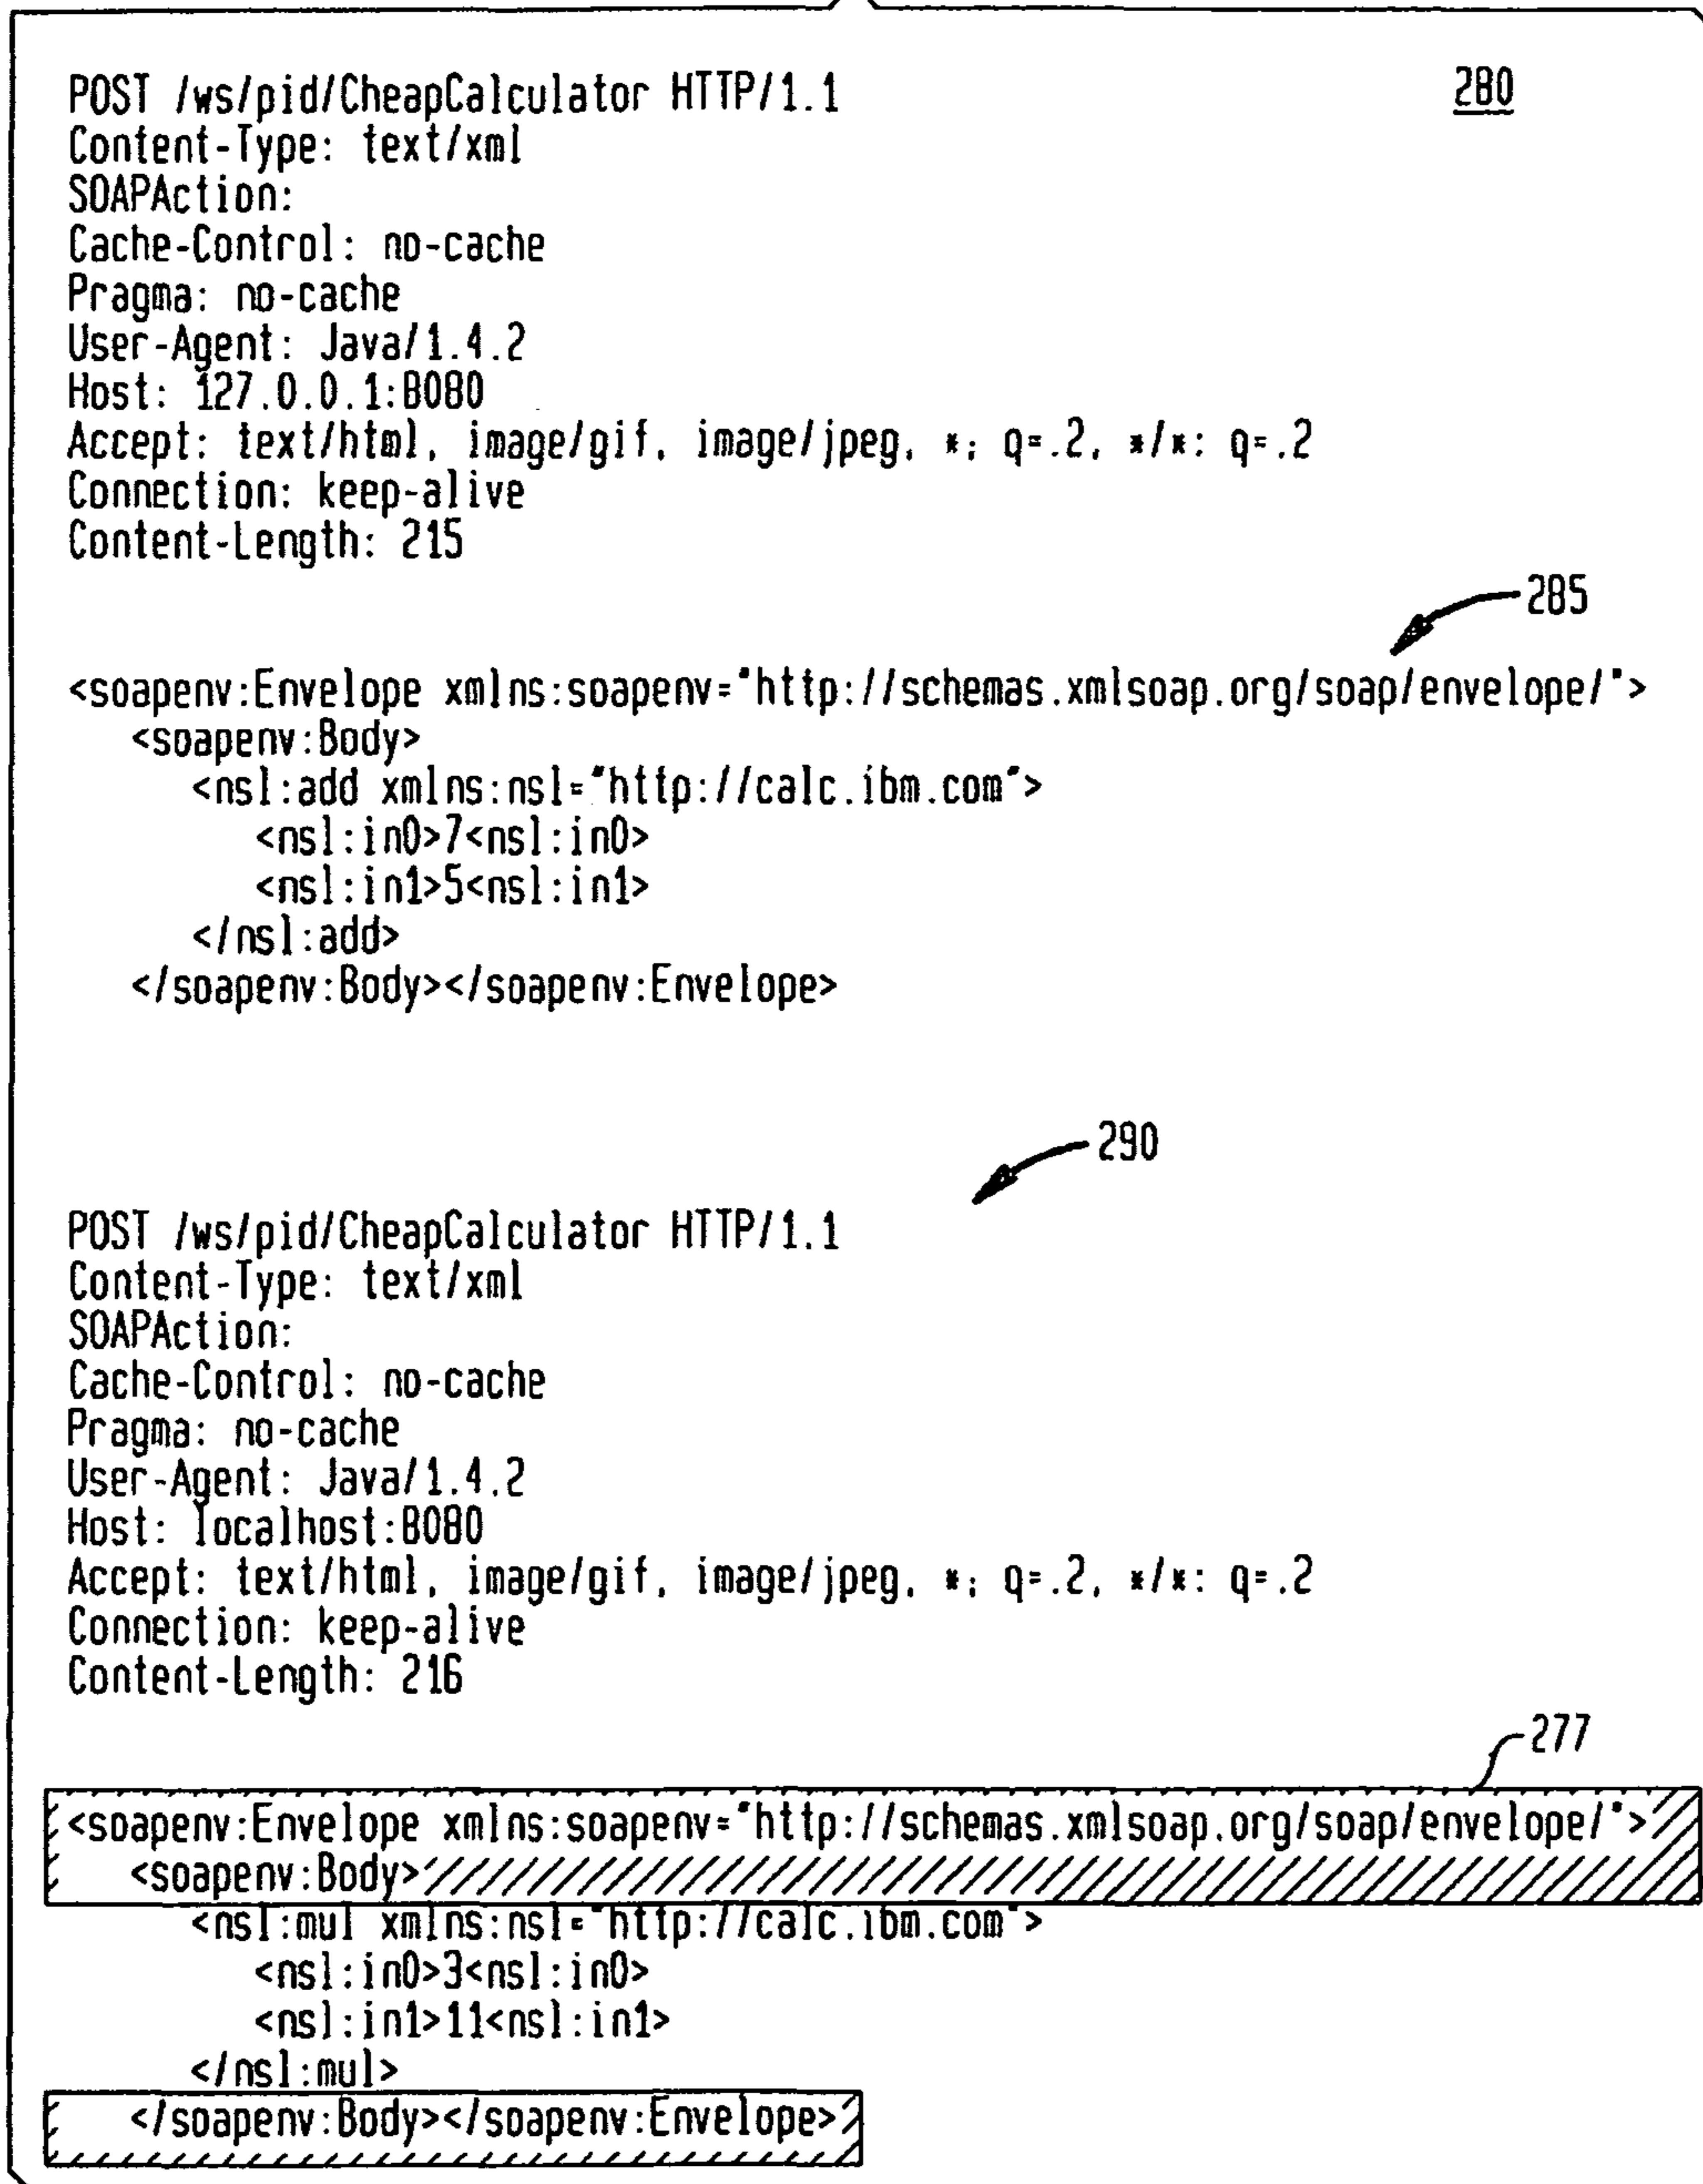 POST /ws/pid/CheapCalculator HTTP/1.1 280
Content-Type: text/xml
SOAPAction:
Cache-Control: no-cache
Pragma: no-cache
User-Agent: Java/1.4.2
Host: 127.0.0.1:8080
Accept: text/html, image/gif, image/jpeg, *; q=.2, */*: q=.2
Connection: keep-alive
Content-Length: 215
285
<soapenv:Envelope xmlns:soapenv="http://schemas.xmlsoap.org/soap/envelope/">
<soapenv:Body>
<nsl:add xmlns:nsl="http://calc.ibm.com">
<nsl:in0>7<nsl:in0>
<nsl:in1>5<nsl:in1>
</nsl:add>
</soapenv:Body></soapenv:Envelope>
290
POST /ws/pid/CheapCalculator HTTP/1.1
Content-Type: text/xml
SOAPAction:
Cache-Control: no-cache
Pragma: no-cache
User-Agent: Java/1.4.2
Host: localhost:8080
Accept: text/html, image/gif, image/jpeg, *; q=.2, */*: q=.2
Connection: keep-alive
Content-Length: 216
277
<soapenv:Envelope xmlns:soapenv="http://schemas.xmlsoap.org/soap/envelope/">
<soapenv:Body>
<nsl:mul xmlns:nsl="http://calc.ibm.com">
<nsl:in0>3<nsl:in0>
<nsl:in1>11<nsl:in1>
</nsl:mul>
</soapenv:Body></soapenv:Envelope>